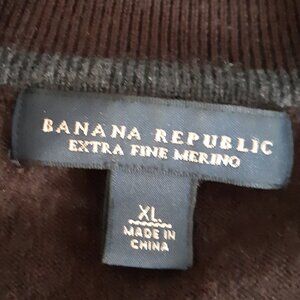 BANANA REPUBLIC
EXTRA FINE MERINO
XL
MADE IN
CHINA